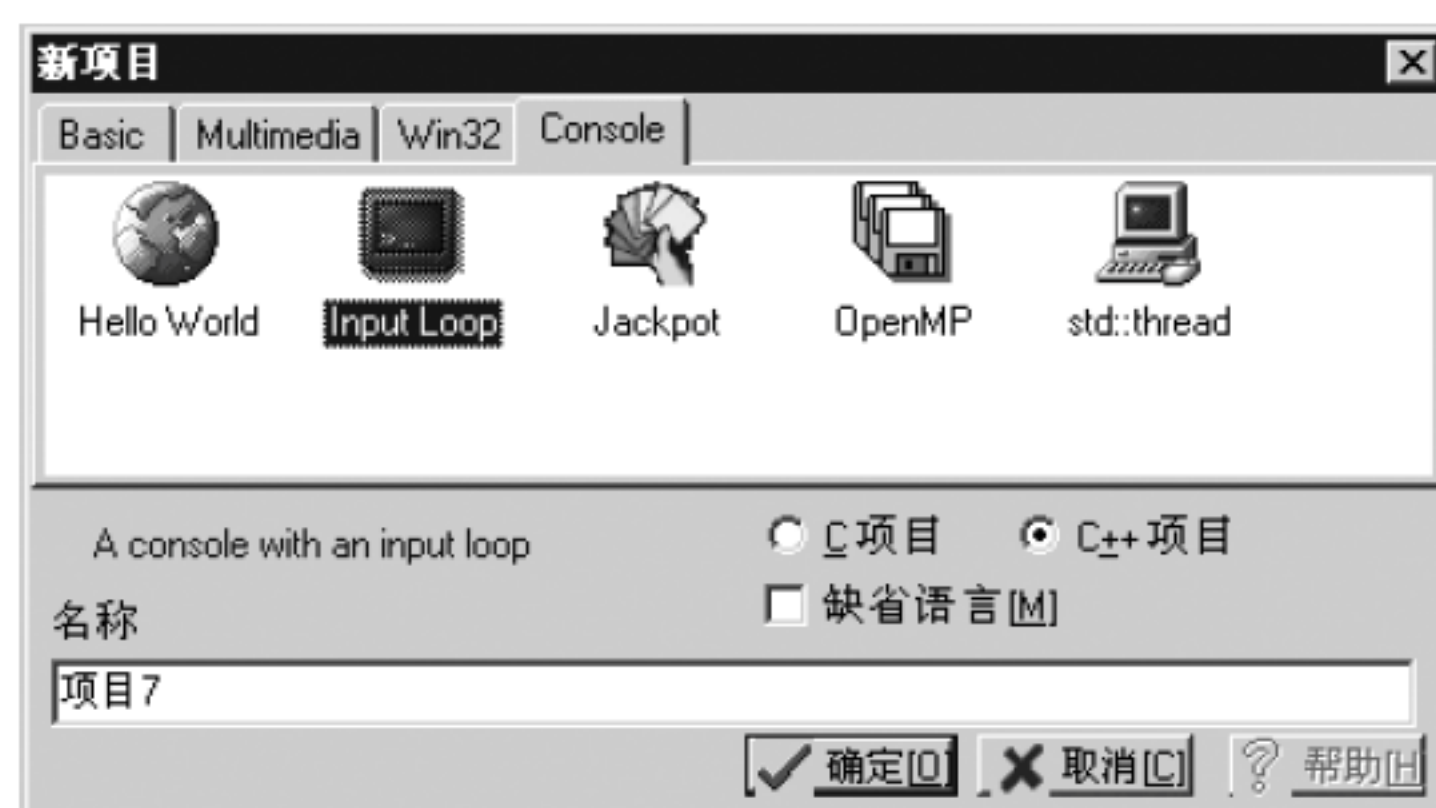 新项目
Basic Multimedia Win32 Console
Hello World Input Loop Jackpot OpenMP std::thread
A console with an input loop C项目 C++项目
缺省语言[M]
名称
项目7
确定[O] 取消[C] 帮助[H